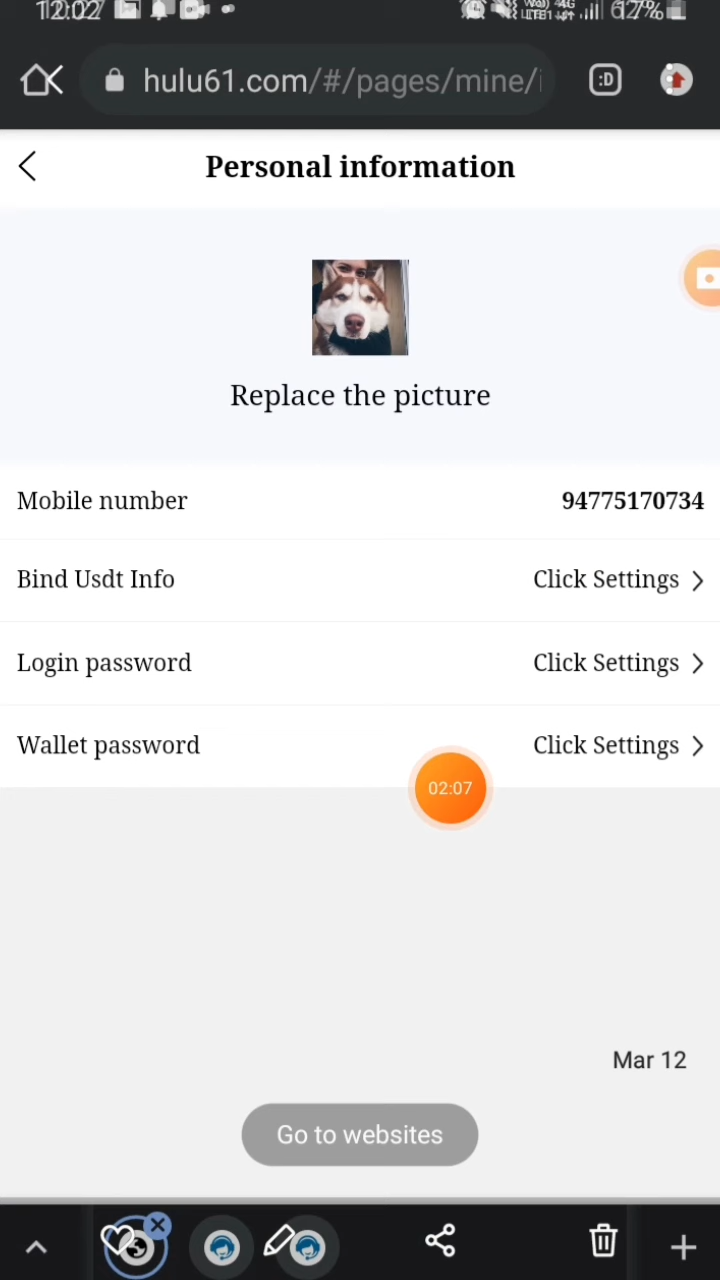 12:02
67%
hulu61.com/#/pages/mine/i
:D
Personal information
Replace the picture
Mobile number 94775170734
Bind Usdt Info Click Settings
Login password Click Settings
Wallet password Click Settings
02:07
Mar 12
Go to websites